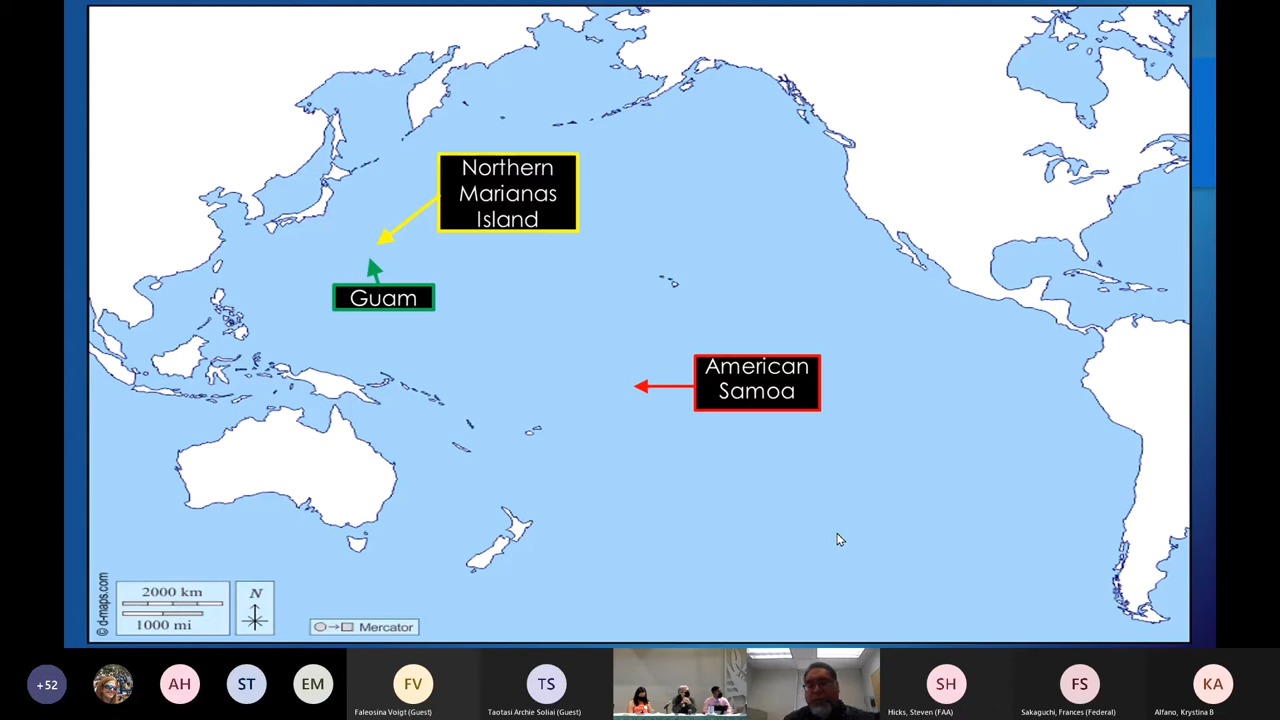 Northern
Marianas
Island
Guam
American
Samoa
© d-maps.com
2000 km
1000 mi
N
Mercator
+52
AH
ST
EM
FV
Faleosina Voigt (Guest)
TS
Taotasi Archie Soliai (Guest)
SH
Hicks, Steven (FAA)
FS
Sakaguchi, Frances (Federal)
KA
Alfano, Krystina B